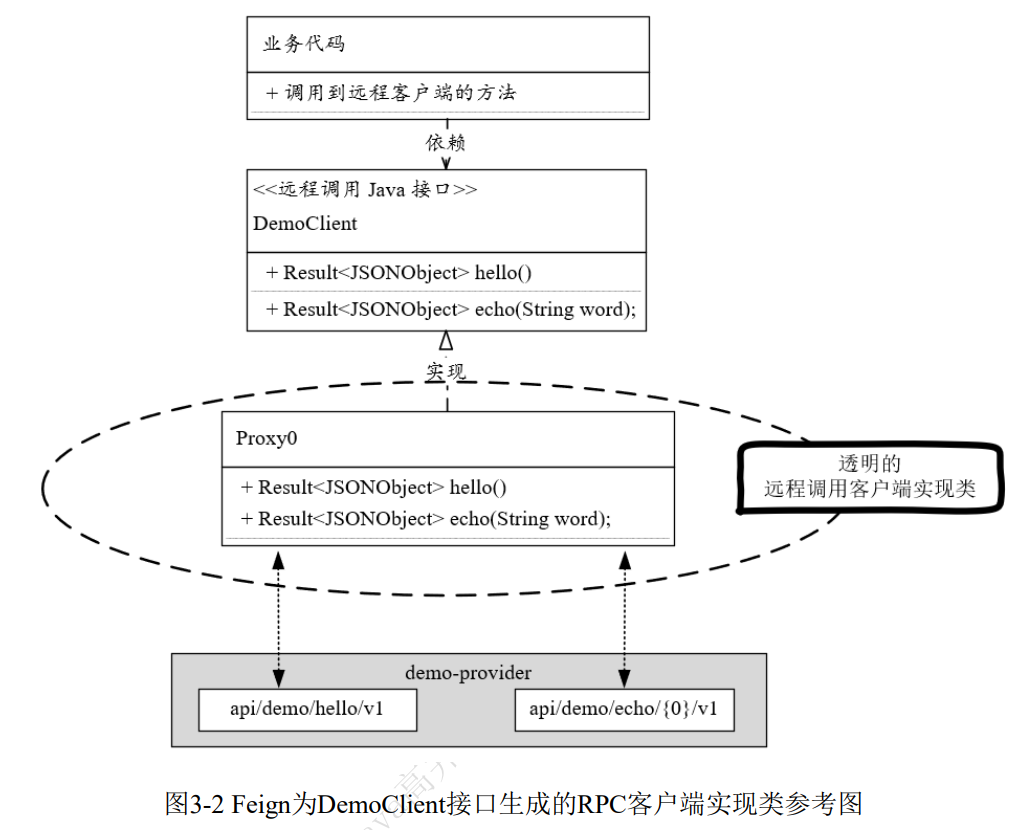 业务代码
+ 调用到远程客户端的方法
依赖
<<远程调用 Java 接口>>
DemoClient
+ Result<JSONObject> hello()
+ Result<JSONObject> echo(String word);
实现
Proxy0
+ Result<JSONObject> hello()
+ Result<JSONObject> echo(String word);
透明的
远程调用客户端实现类
demo-provider
api/demo/hello/v1
api/demo/echo/{0}/v1
图3-2 Feign为DemoClient接口生成的RPC客户端实现类参考图